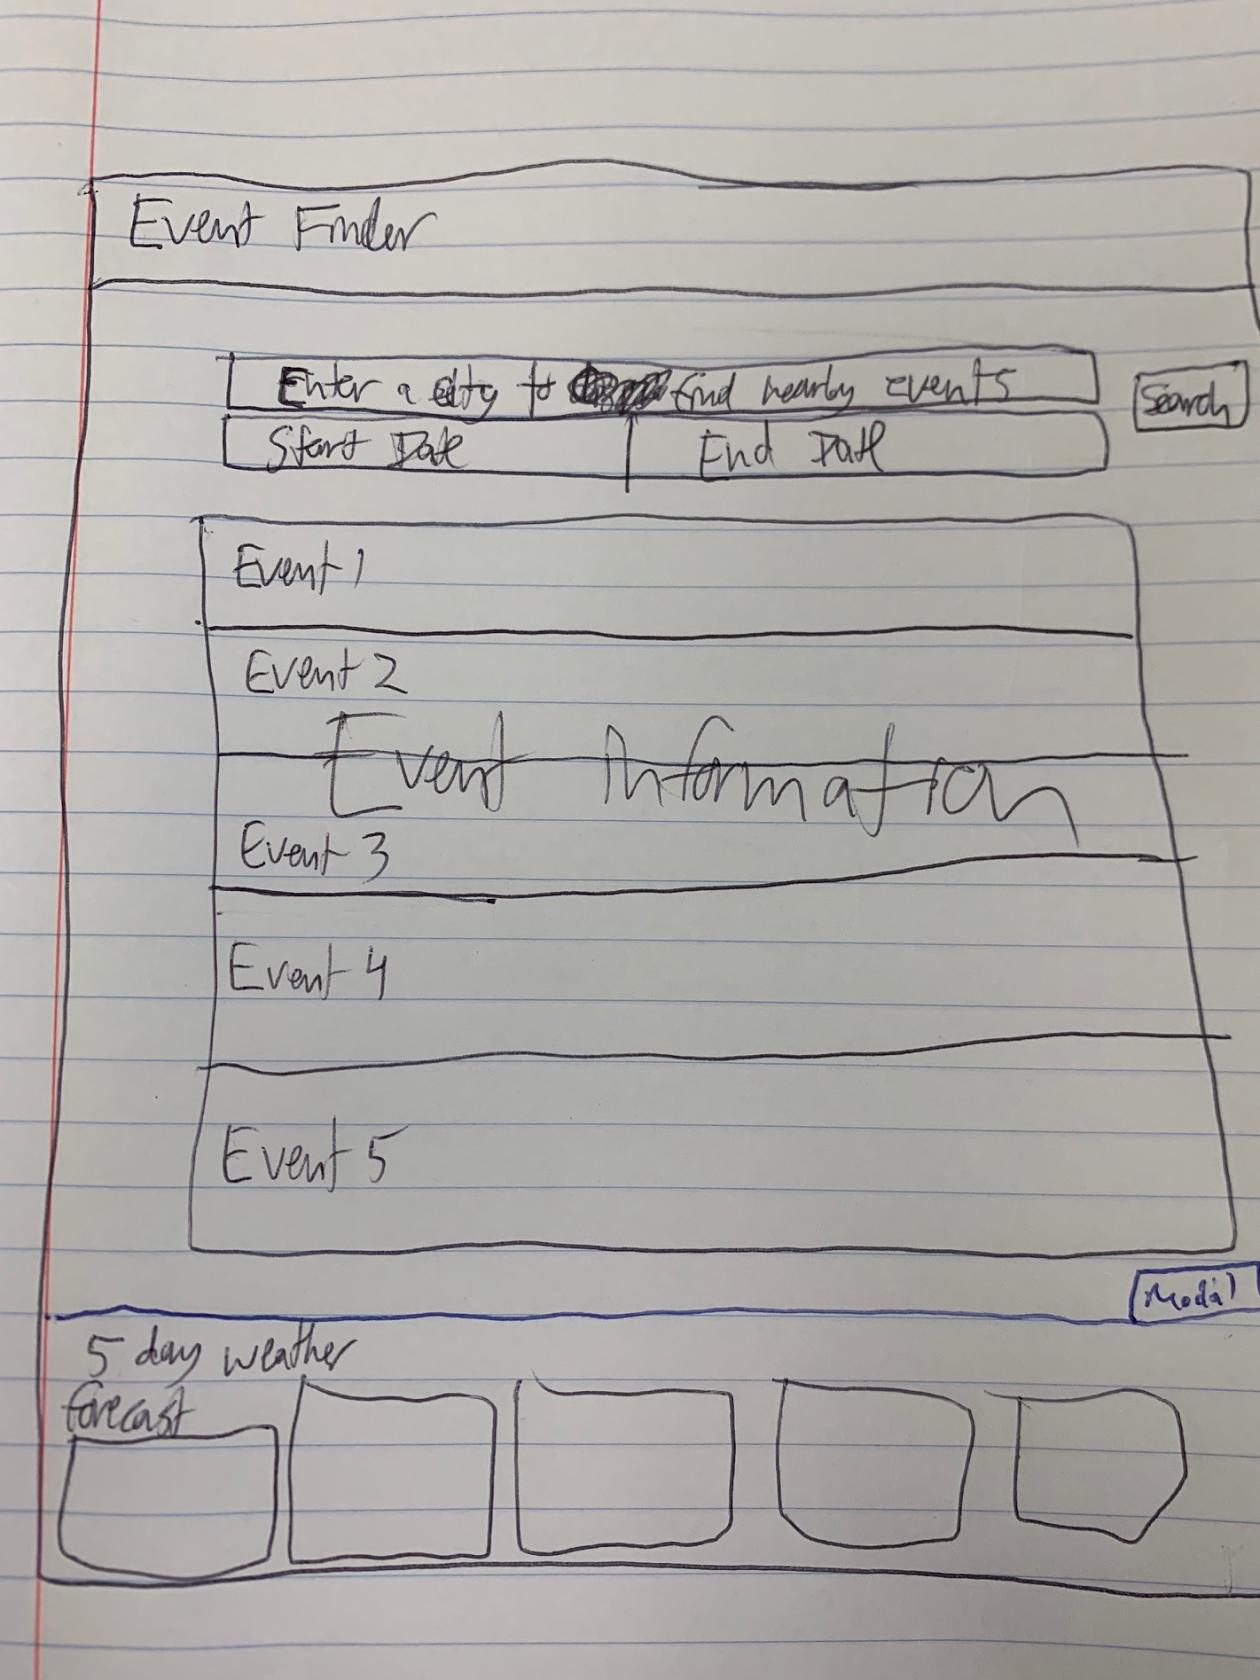 Event Finder
Enter a city to find nearby events
Search
Start Date End Date
Event 1
Event 2
Event Information
Event 3
Event 4
Event 5
Modal
5 day weather
forecast